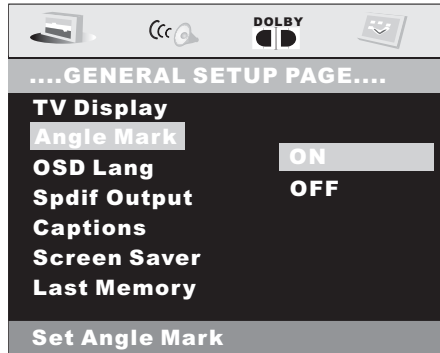 DOLBY
....GENERAL SETUP PAGE....
TV Display
Angle Mark
ON
OSD Lang
OFF
Spdif Output
Captions
Screen Saver
Last Memory
Set Angle Mark